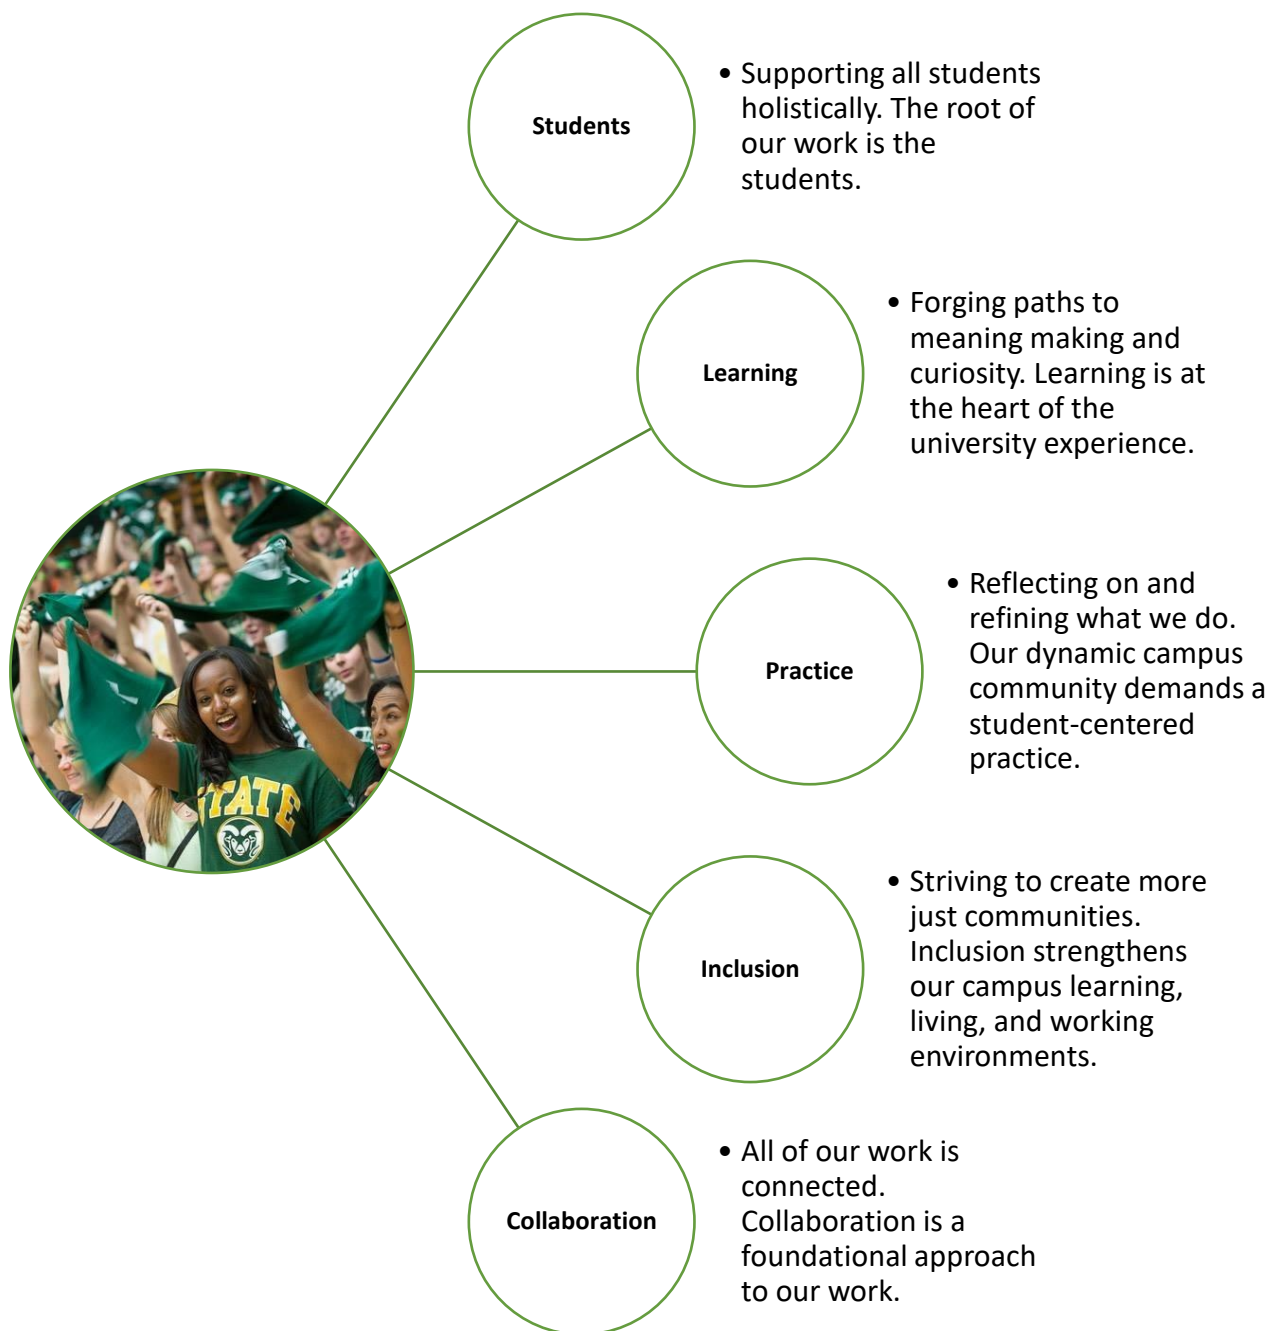 Students
• Supporting all students
holistically. The root of
our work is the
students.
Learning
• Forging paths to
meaning making and
curiosity. Learning is at
the heart of the
university experience.
Practice
• Reflecting on and
refining what we do.
Our dynamic campus
community demands a
student-centered
practice.
STATE
Inclusion
• Striving to create more
just communities.
Inclusion strengthens
our campus learning,
living, and working
environments.
Collaboration
• All of our work is
connected.
Collaboration is a
foundational approach
to our work.